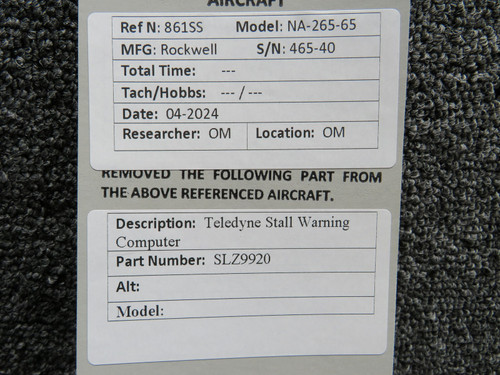 AIRCRAFT
Ref N: 861SS Model: NA-265-65
MFG: Rockwell S/N: 465-40
Total Time: ---
Tach/Hobbs: --- / ---
Date: 04-2024
Researcher: OM Location: OM
REMOVED THE FOLLOWING PART FROM
THE ABOVE REFERENCED AIRCRAFT.
Description: Teledyne Stall Warning
Computer
Part Number: SLZ9920
Alt:
Model: